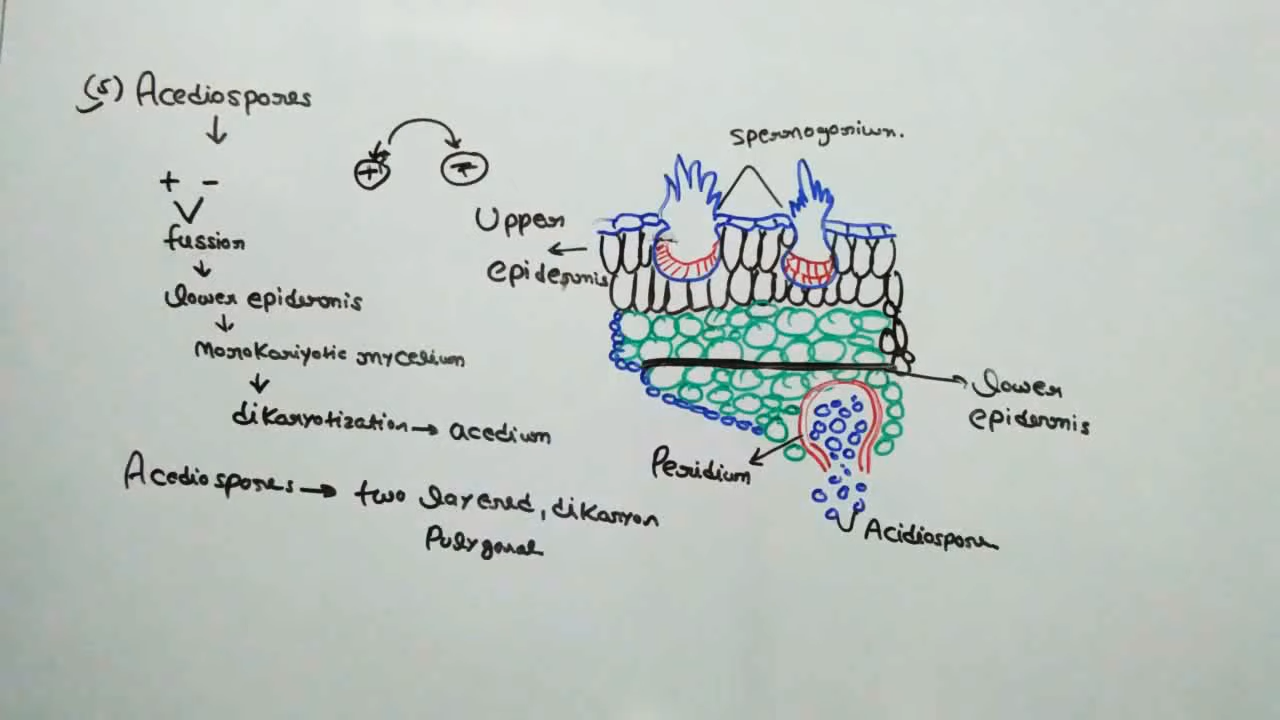 (5) Acediospores
+ -
fussion
lower epidermis
Monokariyotic mycelium
dikaryotization → acedium
Acediospores → two layered, dikaryon
Polygonal
+ +
spermogonium.
Upper
epidermis
lower
epidermis
Peridium
Acidiospore